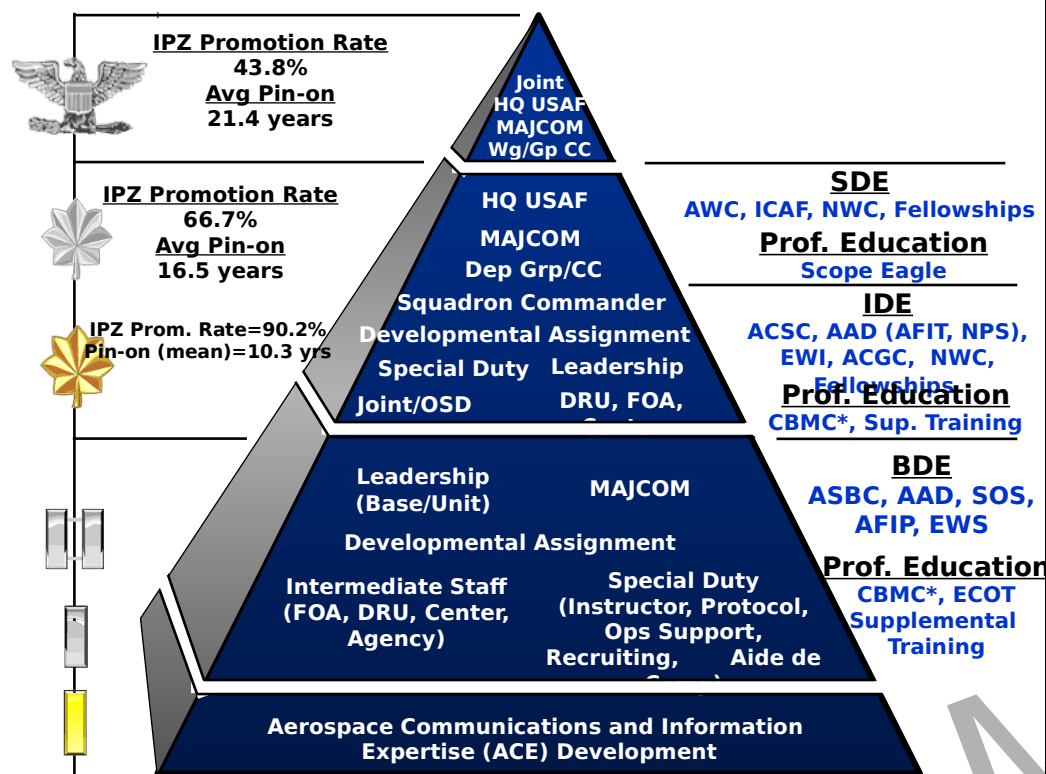 IPZ Promotion Rate
43.8%
Avg Pin-on
21.4 years
Joint
HQ USAF
MAJCOM
Wg/Gp CC
IPZ Promotion Rate
66.7%
Avg Pin-on
16.5 years
IPZ Prom. Rate=90.2%
Pin-on (mean)=10.3 yrs
HQ USAF
MAJCOM
Dep Grp/CC
Squadron Commander
Developmental Assignment
Special Duty
Leadership
Joint/OSD
DRU, FOA,
SDE
AWC, ICAF, NWC, Fellowships
Prof. Education
Scope Eagle
IDE
ACSC, AAD (AFIT, NPS),
EWI, ACGC, NWC,
Fellowships
Prof. Education
CBMC*, Sup. Training
Leadership
(Base/Unit)
MAJCOM
Developmental Assignment
Intermediate Staff
(FOA, DRU, Center,
Agency)
Special Duty
(Instructor, Protocol,
Ops Support,
Recruiting, Aide de
BDE
ASBC, AAD, SOS,
AFIP, EWS
Prof. Education
CBMC*, ECOT
Supplemental
Training
Aerospace Communications and Information
Expertise (ACE) Development